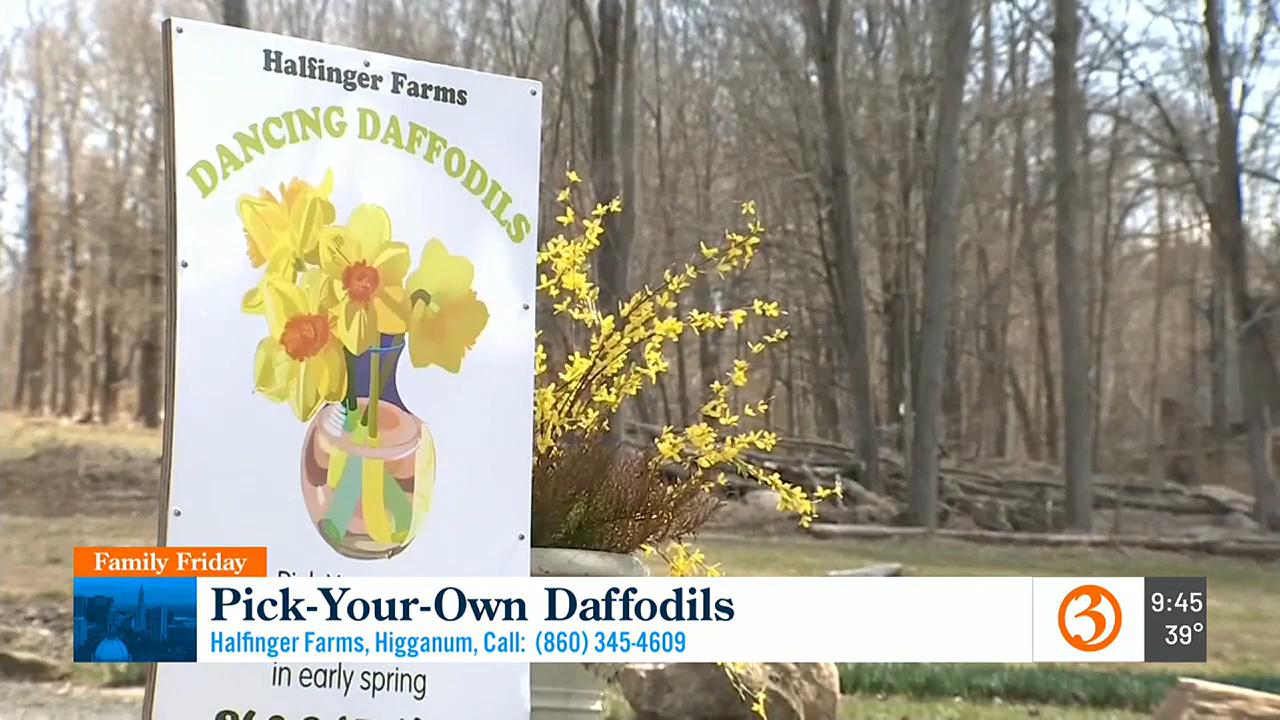 Halfinger Farms
DANCING DAFFODILS
Family Friday
Pick-Your-Own Daffodils
Halfinger Farms, Higganum, Call: (860) 345-4609
3
9:45
39°
in early spring